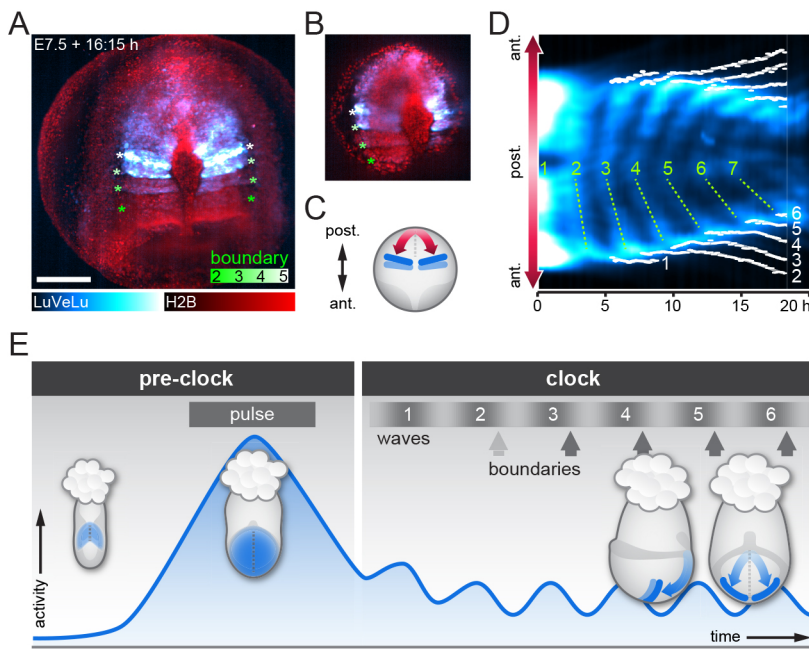 A
E7.5 + 16:15 h
*
*
*
*
*
*
*
*
boundary
2 3 4 5
LuVeLu
H2B
B
*
*
*
*
C
post.
ant.
D
ant.
post.
ant.
1 2 3 4 5 6 7
6
5
4
3
2
1
0 5 10 15 20 h
E
pre-clock
clock
pulse
1 2 3 4 5 6
waves
boundaries
activity
time